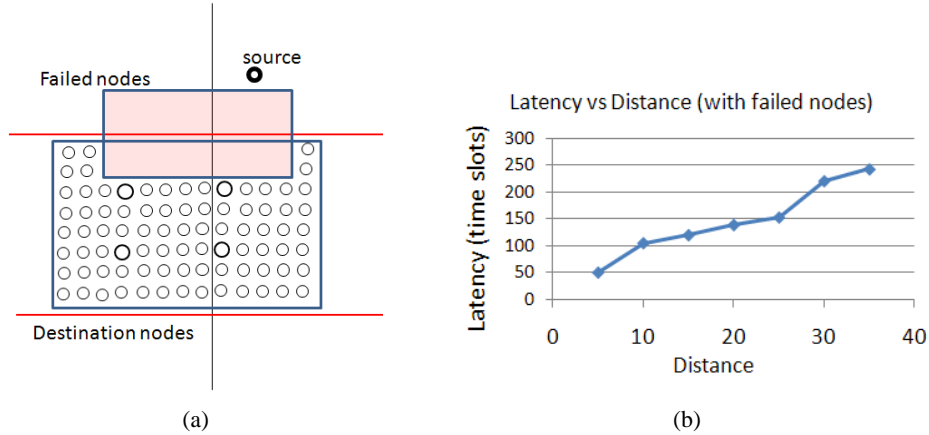 source
Failed nodes
Destination nodes
(a)
Latency vs Distance (with failed nodes)
Latency (time slots)
300
250
200
150
100
50
0
0 10 20 30 40
Distance
(b)